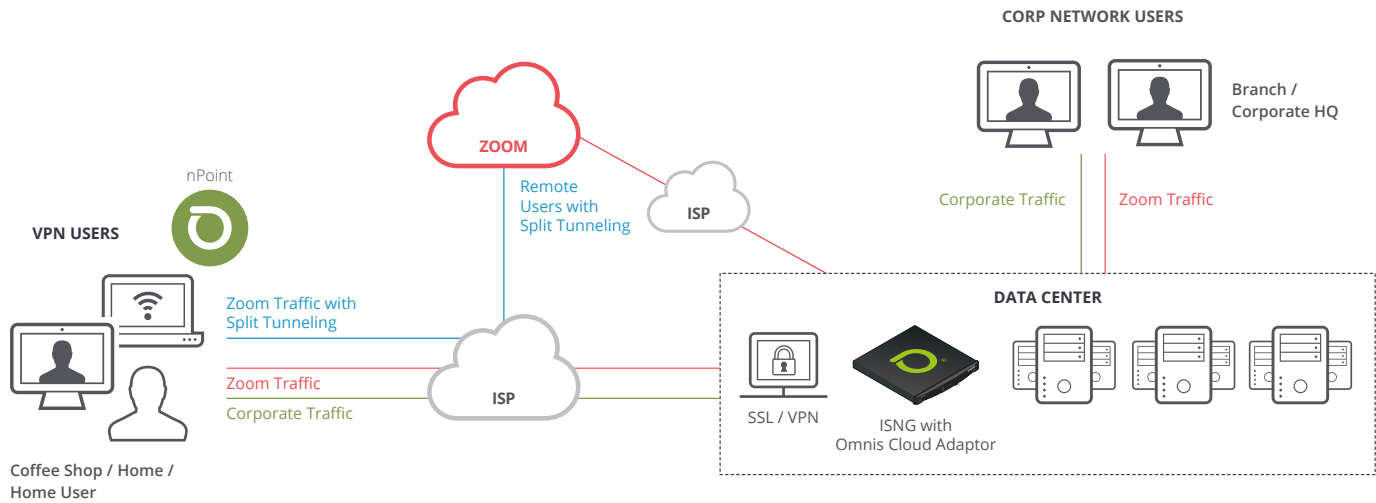 CORP NETWORK USERS
Branch /
Corporate HQ
ZOOM
nPoint
Remote
Users with
Split Tunneling
ISP
Corporate Traffic
Zoom Traffic
VPN USERS
DATA CENTER
Zoom Traffic with
Split Tunneling
Zoom Traffic
ISP
Corporate Traffic
SSL / VPN
ISNG with
Omnis Cloud Adaptor
Coffee Shop / Home /
Home User